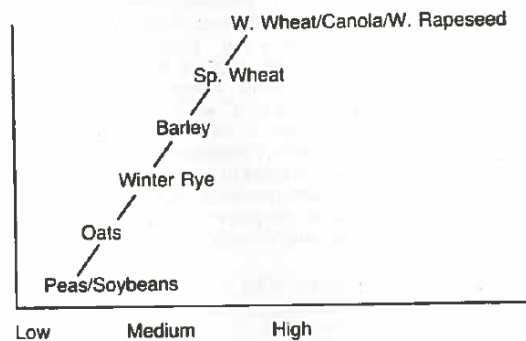 W. Wheat/Canola/W. Rapeseed
Sp. Wheat
Barley
Winter Rye
Oats
Peas/Soybeans
Low Medium High